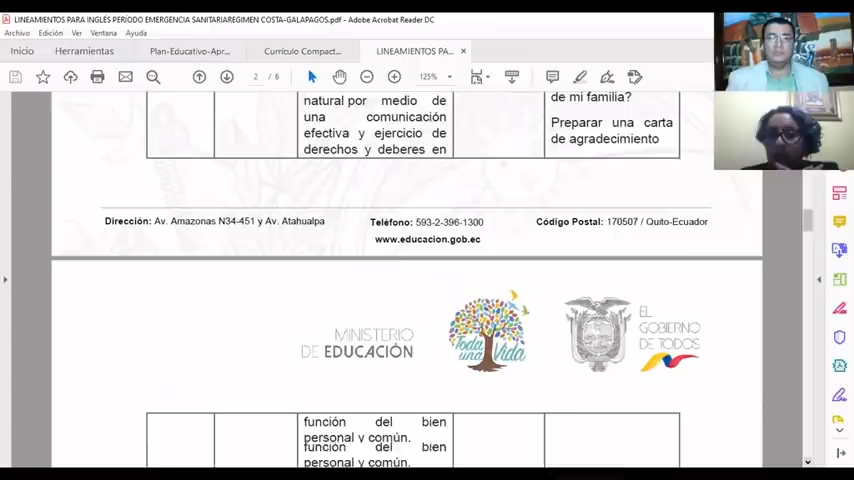 LINEAMIENTOS PARA INGLÉS PERÍODO EMERGENCIA SANITARIAREGIMEN COSTA-GALAPAGOS.pdf - Adobe Acrobat Reader DC
Archivo Edición Ver Ventana Ayuda
Inicio Herramientas Plan-Educativo-Apr... Currículo Compact... LINEAMIENTOS PA... ×
2 / 6 125%
natural por medio de
una comunicación
efectiva y ejercicio de
derechos y deberes en
de mi familia?
Preparar una carta
de agradecimiento
Dirección: Av. Amazonas N34-451 y Av. Atahualpa
Teléfono: 593-2-396-1300
Código Postal: 170507 / Quito-Ecuador
www.educacion.gob.ec
MINISTERIO
DE EDUCACIÓN
Toda
una Vida
EL
GOBIERNO
DE TODOS
función del bien
personal y común.
función del bien
personal y común.